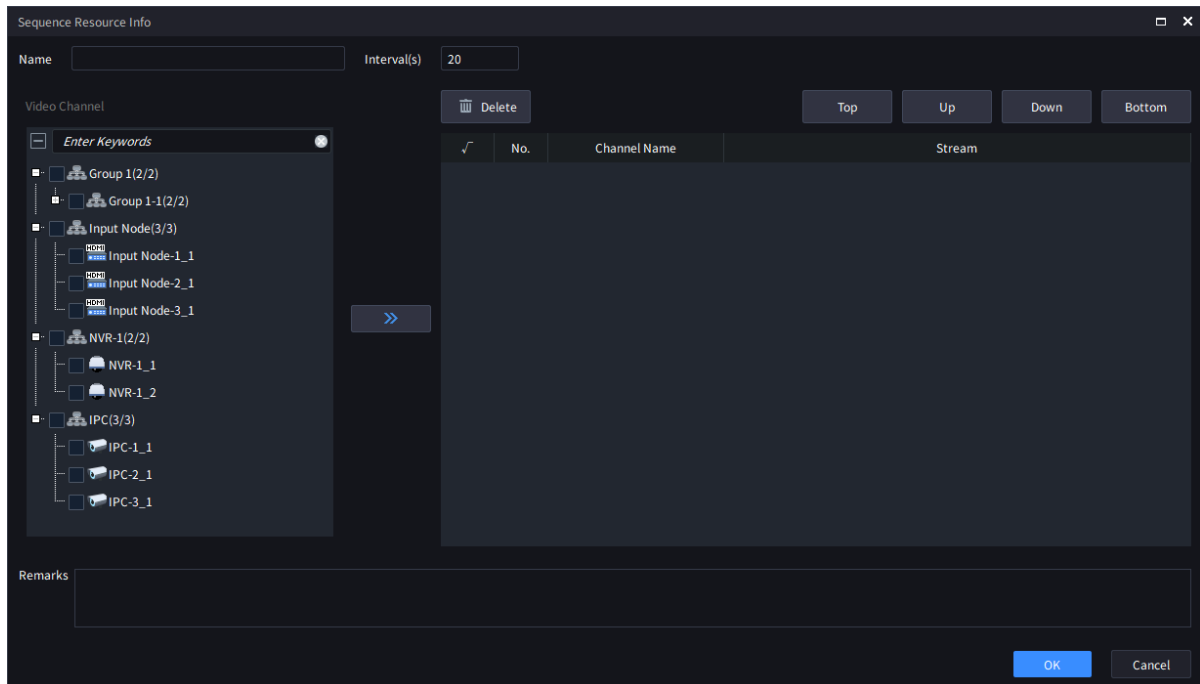 Sequence Resource Info
Name
Interval(s)
20
Video Channel
Delete
Top
Up
Down
Bottom
Enter Keywords
√
No.
Channel Name
Stream
Group 1(2/2)
Group 1-1(2/2)
Input Node(3/3)
HDMI
Input Node-1_1
HDMI
Input Node-2_1
HDMI
Input Node-3_1
NVR-1(2/2)
NVR-1_1
NVR-1_2
IPC(3/3)
IPC-1_1
IPC-2_1
IPC-3_1
Remarks
OK
Cancel